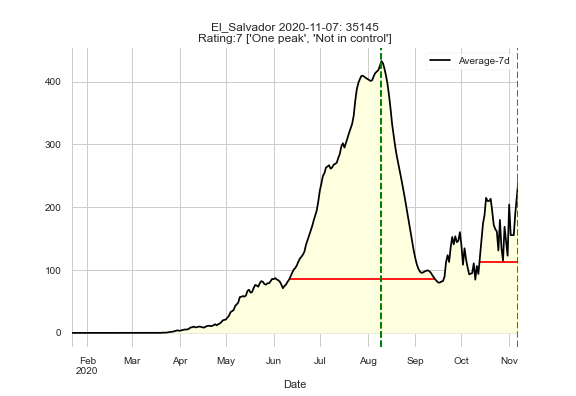 El_Salvador 2020-11-07: 35145
Rating:7 ['One peak', 'Not in control']
Average-7d
400
300
200
100
0
Feb Mar Apr May Jun Jul Aug Sep Oct Nov
2020
Date